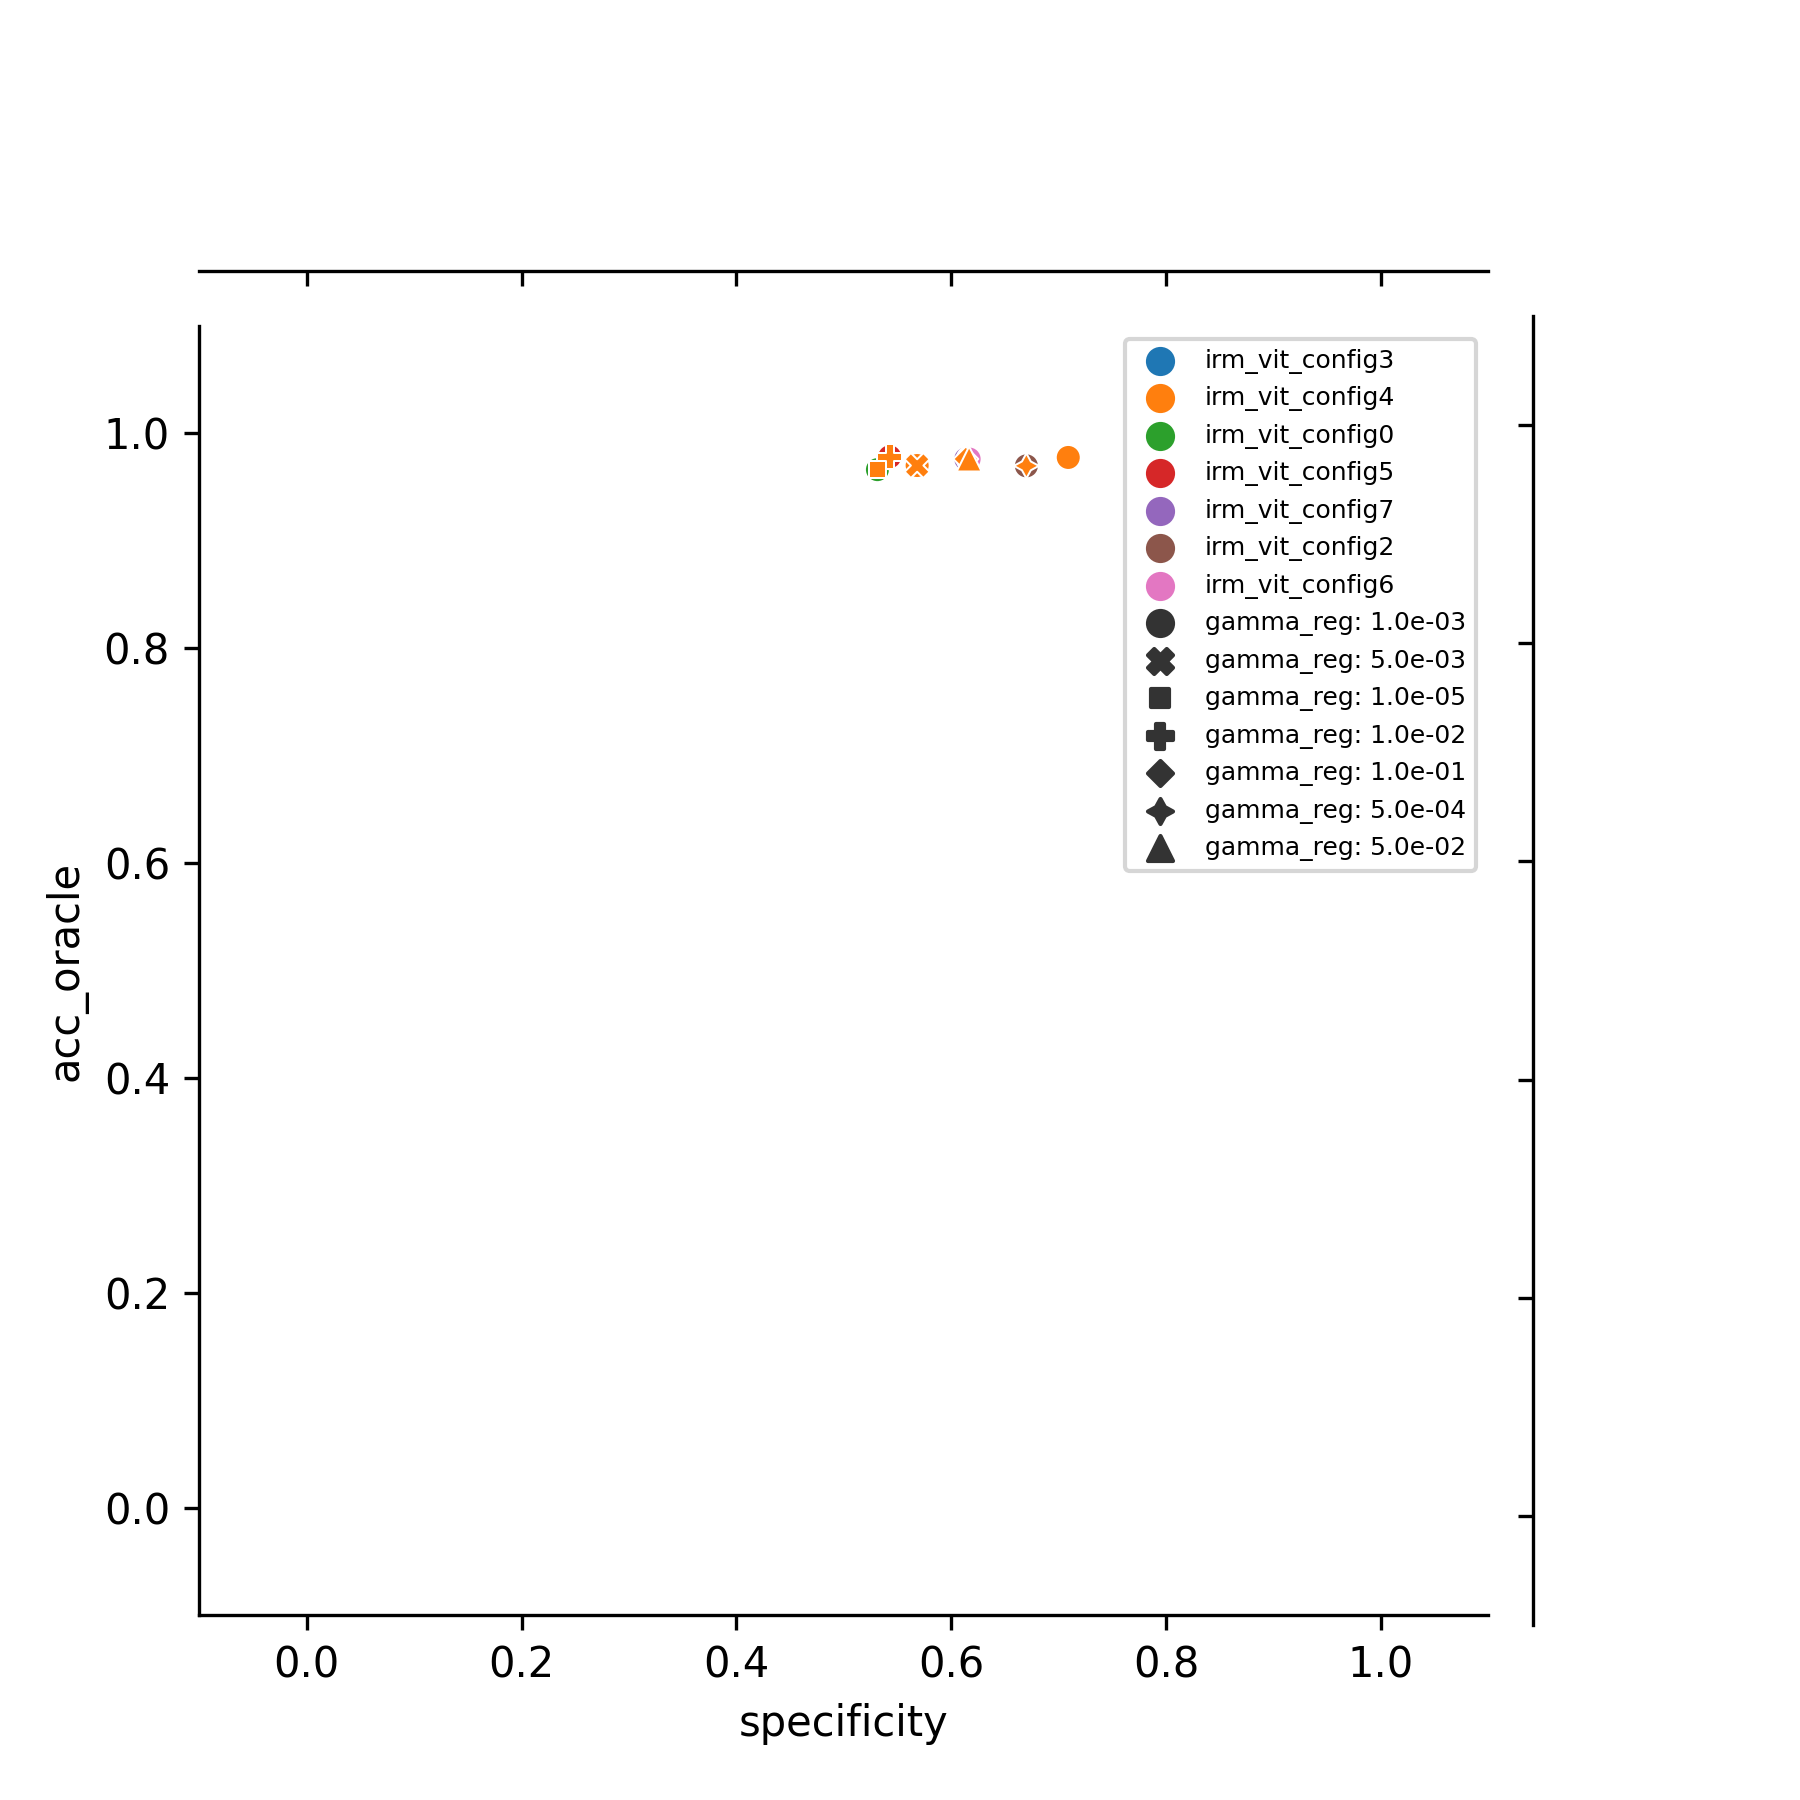 irm_vit_config3
irm_vit_config4
irm_vit_config0
irm_vit_config5
irm_vit_config7
irm_vit_config2
irm_vit_config6
gamma_reg: 1.0e-03
gamma_reg: 5.0e-03
gamma_reg: 1.0e-05
gamma_reg: 1.0e-02
gamma_reg: 1.0e-01
gamma_reg: 5.0e-04
gamma_reg: 5.0e-02
1.0
0.8
0.6
0.4
0.2
0.0
acc_oracle
0.0 0.2 0.4 0.6 0.8 1.0
specificity